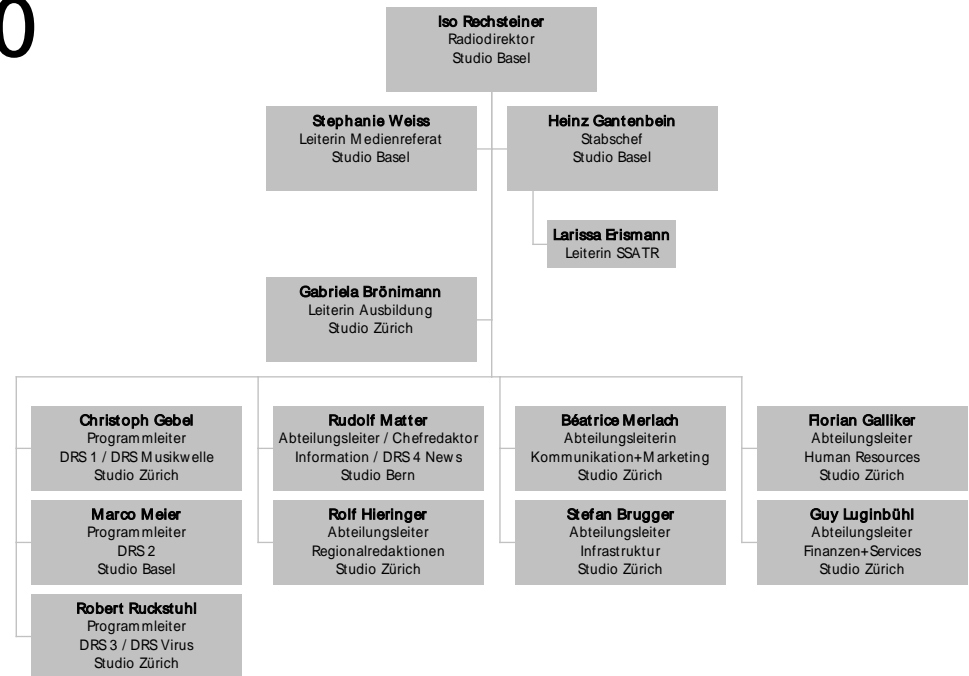 0
Iso Rechsteiner
Radiodirektor
Studio Basel
Stephanie Weiss
Leiterin Medienreferat
Studio Basel
Heinz Gantenbein
Stabschef
Studio Basel
Larissa Erismann
Leiterin SSATR
Gabriela Brönimann
Leiterin Ausbildung
Studio Zürich
Christoph Gebel
Programmleiter
DRS 1 / DRS Musikwelle
Studio Zürich
Rudolf Matter
Abteilungsleiter / Chefredaktor
Information / DRS 4 News
Studio Bern
Béatrice Merlach
Abteilungsleiterin
Kommunikation+Marketing
Studio Zürich
Florian Galliker
Abteilungsleiter
Human Resources
Studio Zürich
Marco Meier
Programmleiter
DRS 2
Studio Basel
Rolf Hieringer
Abteilungsleiter
Regionalredaktionen
Studio Zürich
Stefan Brugger
Abteilungsleiter
Infrastruktur
Studio Zürich
Guy Luginbühl
Abteilungsleiter
Finanzen+Services
Studio Zürich
Robert Ruckstuhl
Programmleiter
DRS 3 / DRS Virus
Studio Zürich